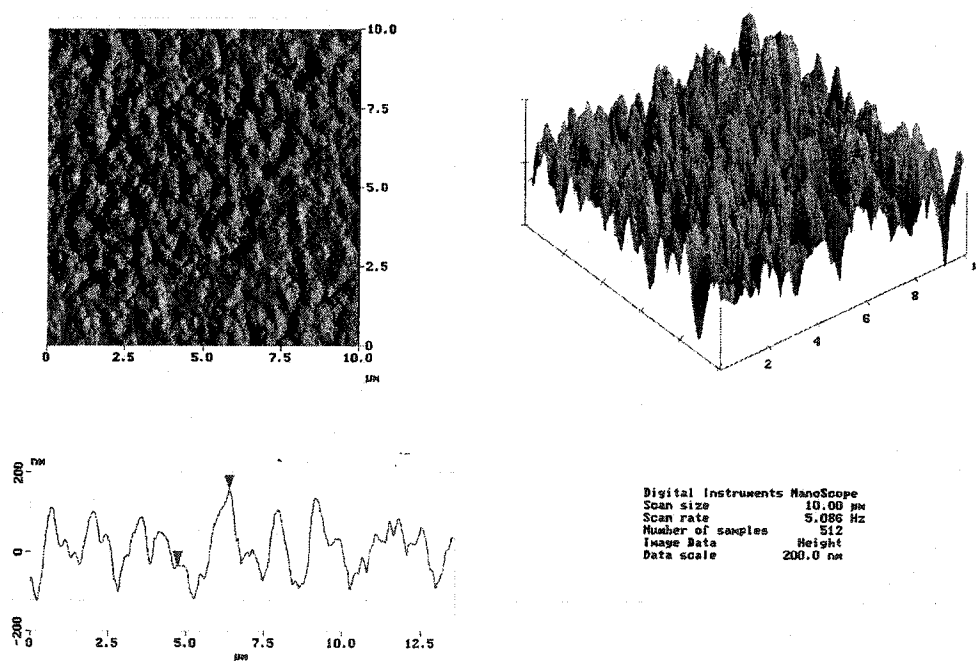 10.0
7.5
5.0
2.5
0
0 2.5 5.0 7.5 10.0
μm
2 4 6 8 1
200 nm
0
-200
0 2.5 5.0 7.5 10.0 12.5
μm
Digital Instruments NanoScope
Scan size 10.00 μm
Scan rate 5.086 Hz
Number of samples 512
Image Data Height
Data scale 200.0 nm